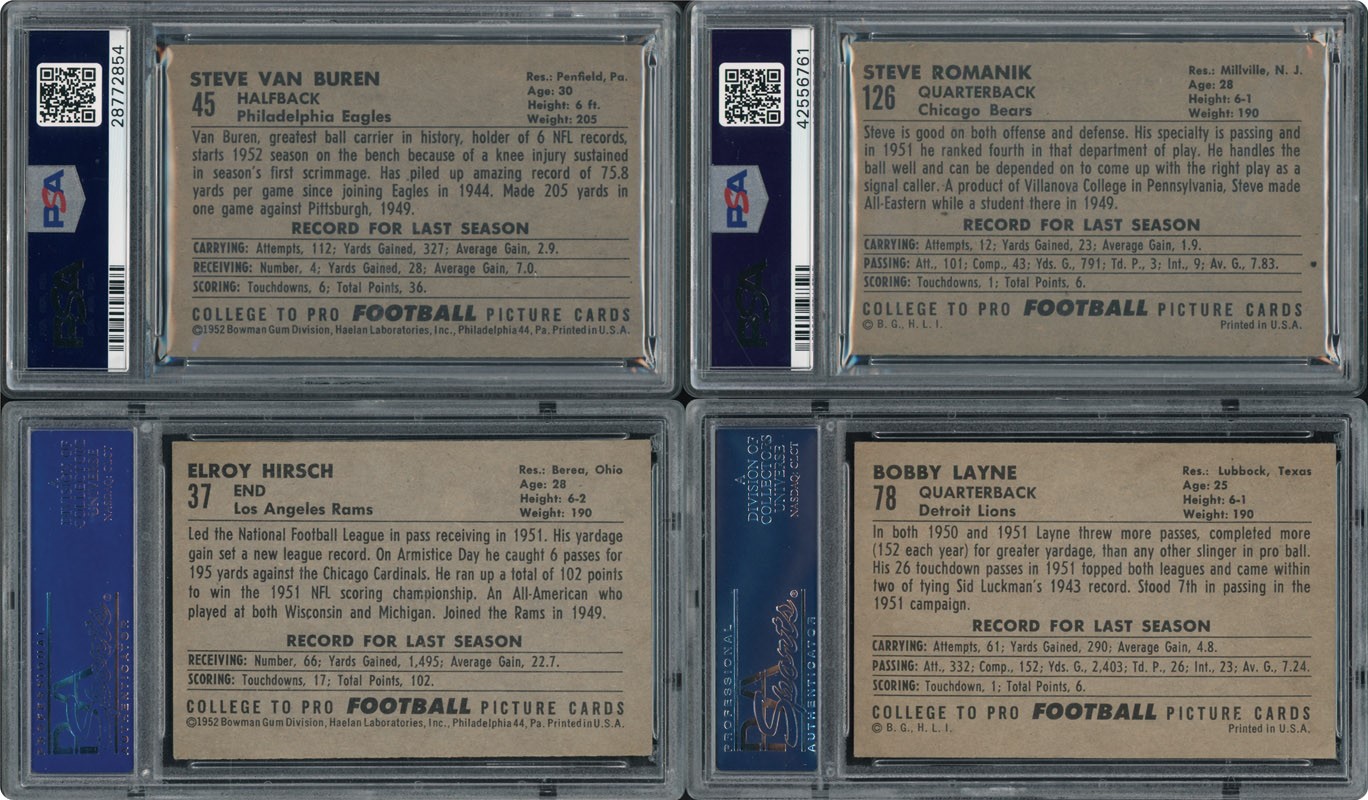 28772854
PSA
PSA
STEVE VAN BUREN
45 HALFBACK
Philadelphia Eagles
Res.: Penfield, Pa.
Age: 30
Height: 6 ft.
Weight: 205
Van Buren, greatest ball carrier in history, holder of 6 NFL records,
starts 1952 season on the bench because of a knee injury sustained
in season's first scrimmage. Has piled up amazing record of 75.8
yards per game since joining Eagles in 1944. Made 205 yards in
one game against Pittsburgh, 1949.
RECORD FOR LAST SEASON
CARRYING: Attempts, 112; Yards Gained, 327; Average Gain, 2.9.
RECEIVING: Number, 4; Yards Gained, 28; Average Gain, 7.0.
SCORING: Touchdowns, 6; Total Points, 36.
COLLEGE TO PRO FOOTBALL PICTURE CARDS
©1952 Bowman Gum Division, Haelan Laboratories, Inc., Philadelphia 44, Pa. Printed in U.S.A.
42556761
PSA
PSA
STEVE ROMANIK
126 QUARTERBACK
Chicago Bears
Res.: Millville, N. J.
Age: 28
Height: 6-1
Weight: 190
Steve is good on both offense and defense. His specialty is passing and
in 1951 he ranked fourth in that department of play. He handles the
ball well and can be depended on to come up with the right play as a
signal caller. A product of Villanova College in Pennsylvania, Steve made
All-Eastern while a student there in 1949.
RECORD FOR LAST SEASON
CARRYING: Attempts, 12; Yards Gained, 23; Average Gain, 1.9.
PASSING: Att., 101; Comp., 43; Yds. G., 791; Td. P., 3; Int., 9; Av. G., 7.83.
SCORING: Touchdowns, 1; Total Points, 6.
COLLEGE TO PRO FOOTBALL PICTURE CARDS
© B. G., H. L. I.
Printed in U.S.A.
A
DIVISION OF
COLLECTORS
UNIVERSE
NASDAQ: CLCT
PROFESSIONAL
PSA
Sports®
AUTHENTICATOR
ELROY HIRSCH
37 END
Los Angeles Rams
Res.: Berea, Ohio
Age: 28
Height: 6-2
Weight: 190
Led the National Football League in pass receiving in 1951. His yardage
gain set a new league record. On Armistice Day he caught 6 passes for
195 yards against the Chicago Cardinals. He ran up a total of 102 points
to win the 1951 NFL scoring championship. An All-American who
played at both Wisconsin and Michigan. Joined the Rams in 1949.
RECORD FOR LAST SEASON
RECEIVING: Number, 66; Yards Gained, 1,495; Average Gain, 22.7.
SCORING: Touchdowns, 17; Total Points, 102.
COLLEGE TO PRO FOOTBALL PICTURE CARDS
©1952 Bowman Gum Division, Haelan Laboratories, Inc., Philadelphia 44, Pa. Printed in U.S.A.
A
DIVISION OF
COLLECTORS
UNIVERSE
NASDAQ: CLCT
PROFESSIONAL
PSA
Sports®
AUTHENTICATOR
BOBBY LAYNE
78 QUARTERBACK
Detroit Lions
Res.: Lubbock, Texas
Age: 25
Height: 6-1
Weight: 190
In both 1950 and 1951 Layne threw more passes, completed more
(152 each year) for greater yardage, than any other slinger in pro ball.
His 26 touchdown passes in 1951 topped both leagues and came within
two of tying Sid Luckman's 1943 record. Stood 7th in passing in the
1951 campaign.
RECORD FOR LAST SEASON
CARRYING: Attempts, 61; Yards Gained, 290; Average Gain, 4.8.
PASSING: Att., 332; Comp., 152; Yds. G., 2,403; Td. P., 26; Int., 23; Av. G., 7.24.
SCORING: Touchdown, 1; Total Points, 6.
COLLEGE TO PRO FOOTBALL PICTURE CARDS
© B. G., H. L. I.
Printed in U.S.A.